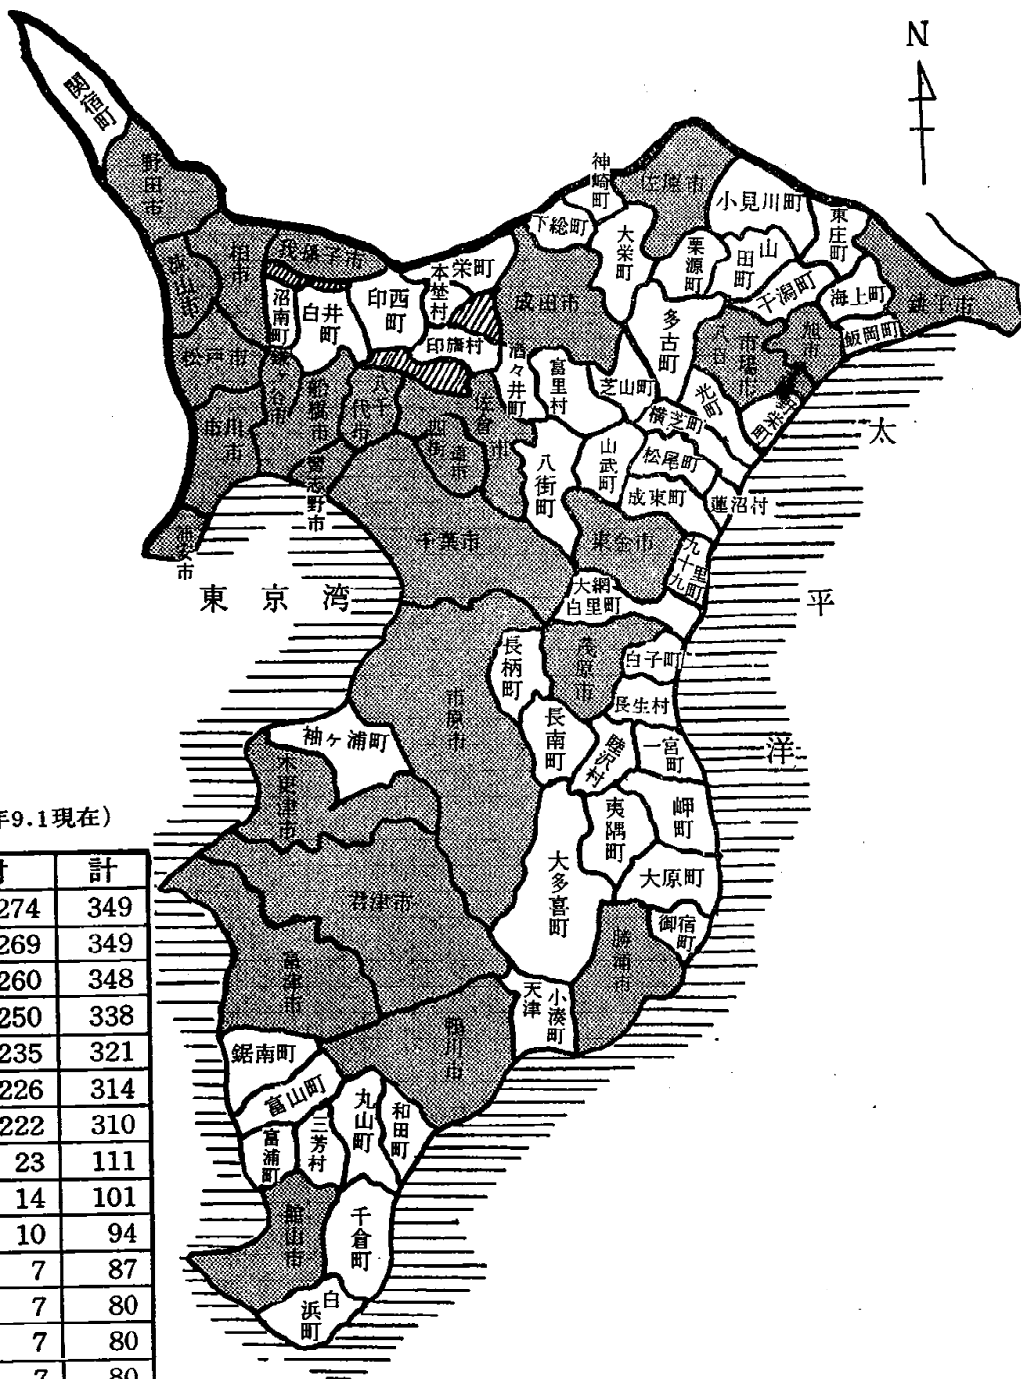 N
関宿町
野田市
流山市
柏市
我孫子市
沼南町
白井町
印西町
本埜村
栄町
印旛村
松戸市
鎌ヶ谷市
市川市
船橋市
八千代市
習志野市
浦安市
佐倉市
四街道市
酒々井町
成田市
下総町
神崎町
大栄町
佐原市
小見川町
東庄町
栗源町
山田町
干潟町
海上町
銚子市
飯岡町
旭市
八日市場市
野栄町
多古町
光町
芝山町
横芝町
富里村
八街町
山武町
松尾町
成東町
蓮沼村
千葉市
東金市
九十九里町
大網白里町
東京湾
太平洋
市原市
長柄町
茂原市
白子町
長生村
長南町
睦沢村
一宮町
袖ヶ浦町
木更津市
夷隅町
岬町
大多喜町
大原町
御宿町
勝浦市
君津市
富津市
天津小湊町
鴨川市
鋸南町
富山町
丸山町
和田町
富浦町
三芳村
館山市
千倉町
白浜町
年9.1現在)
村 計
274 349
269 349
260 348
250 338
235 321
226 314
222 310
23 111
14 101
10 94
7 87
7 80
7 80
7 80